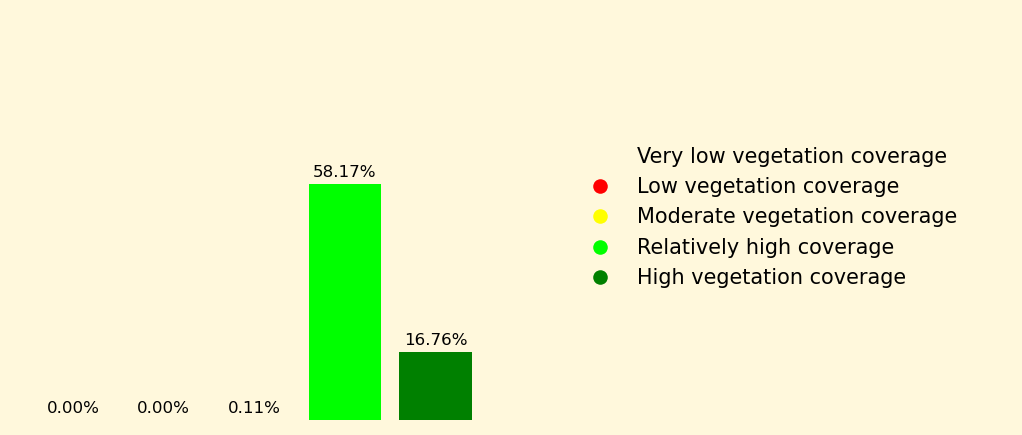 58.17%
16.76%
0.00%
0.00%
0.11%
Very low vegetation coverage
Low vegetation coverage
Moderate vegetation coverage
Relatively high coverage
High vegetation coverage